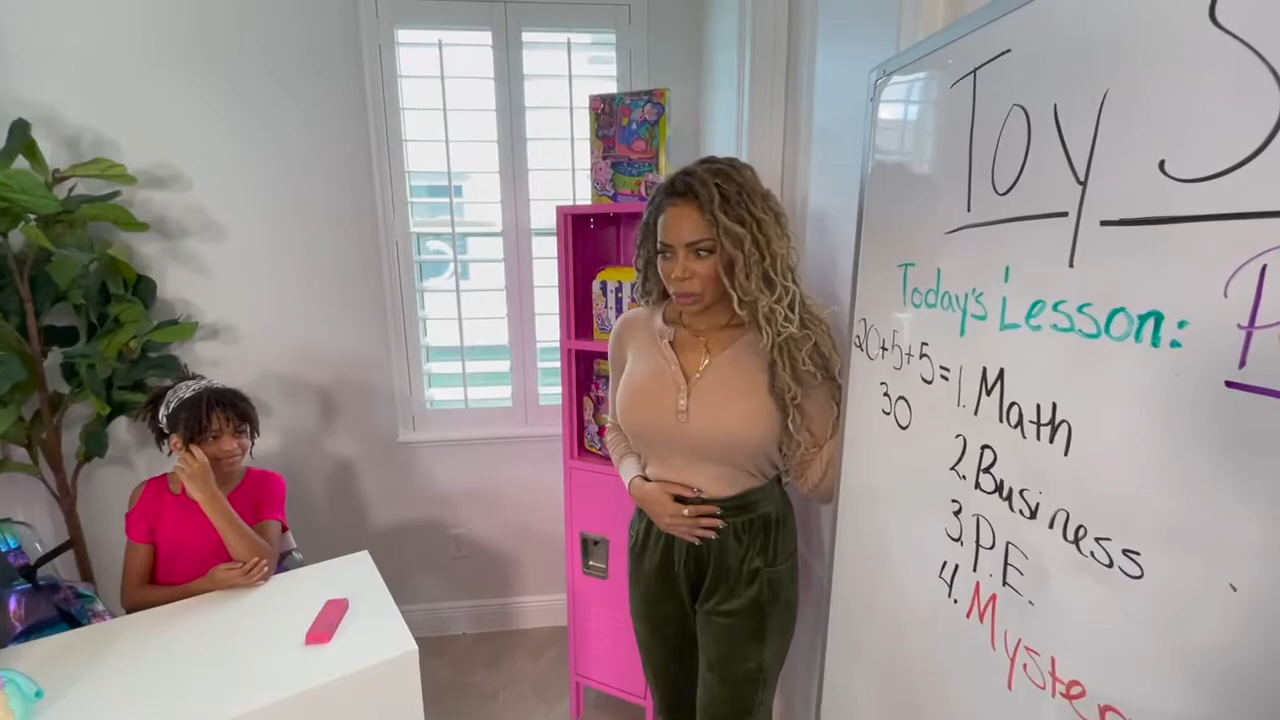 Toy S
Today's Lesson:
20+5+5=
30
1. Math
2. Business
3. P.E.
4. Myster